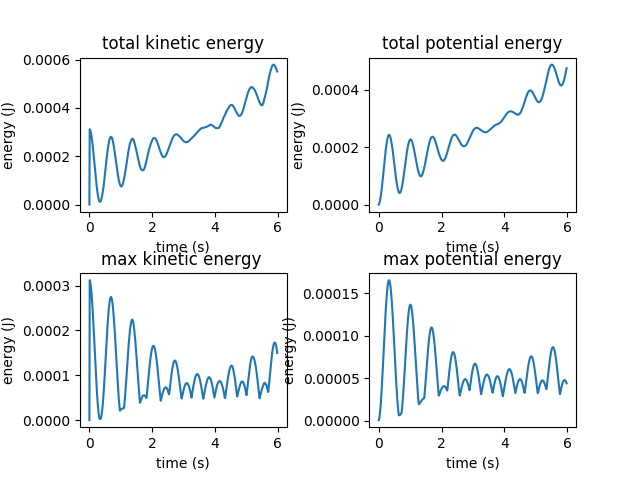 total kinetic energy
energy (J)
0.0006
0.0004
0.0002
0.0000
0 2 4 6
time (s)
total potential energy
energy (J)
0.0004
0.0002
0.0000
0 2 4 6
time (s)
max kinetic energy
energy (J)
0.0003
0.0002
0.0001
0.0000
0 2 4 6
time (s)
max potential energy
energy (J)
0.00015
0.00010
0.00005
0.00000
0 2 4 6
time (s)